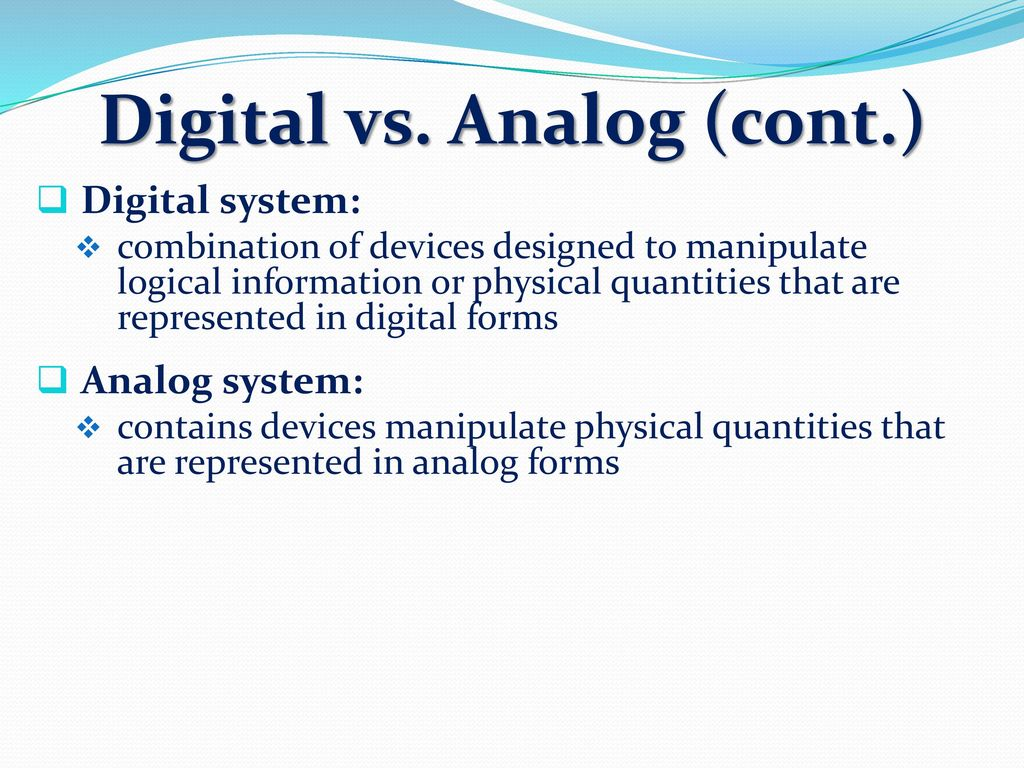 Digital vs. Analog (cont.)
Digital system:
combination of devices designed to manipulate
logical information or physical quantities that are
represented in digital forms
Analog system:
contains devices manipulate physical quantities that
are represented in analog forms